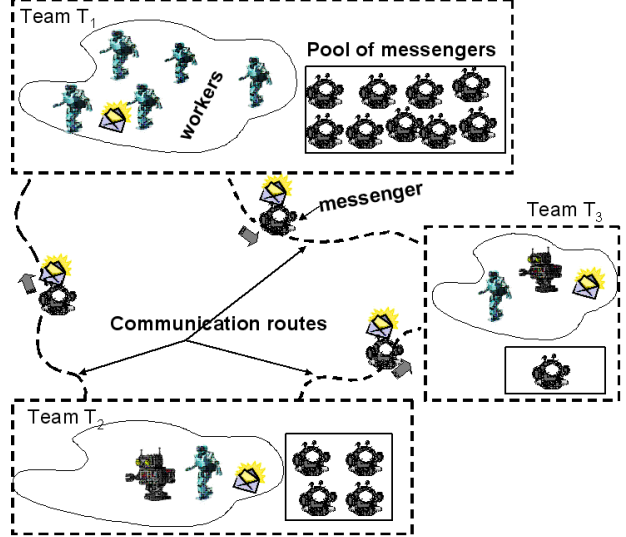 Team T1
Pool of messengers
workers
messenger
Team T3
Communication routes
Team T2